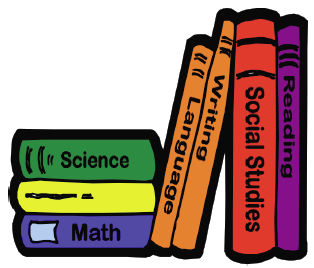 Science
Math
Language
Writing
Social Studies
Reading